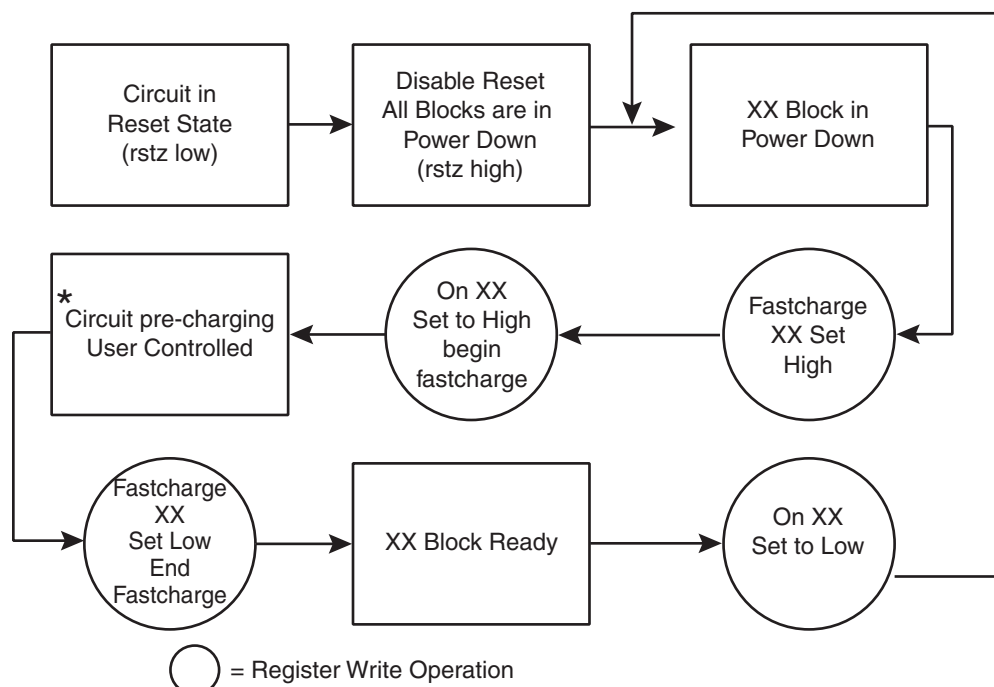 Circuit in
Reset State
(rstz low)
Disable Reset
All Blocks are in
Power Down
(rstz high)
XX Block in
Power Down
*
Circuit pre-charging
User Controlled
On XX
Set to High
begin
fastcharge
Fastcharge
XX Set
High
Fastcharge
XX
Set Low
End
Fastcharge
XX Block Ready
On XX
Set to Low
= Register Write Operation